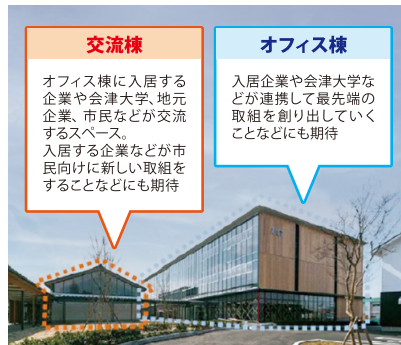 交流棟
オフィス棟に入居する
企業や会津大学、地元
企業、市民などが交流
するスペース。
入居する企業などが市
民向けに新しい取組を
することなどにも期待
オフィス棟
入居企業や会津大学な
どが連携して最先端の
取組を創り出していく
ことなどにも期待